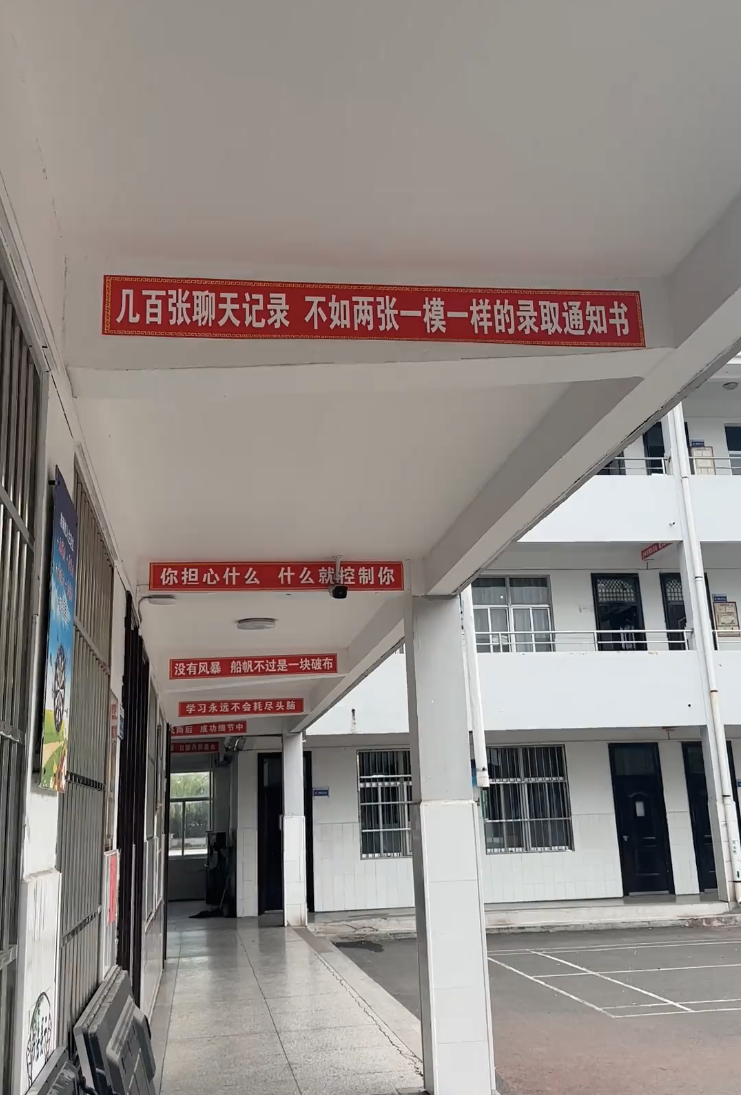 几百张聊天记录 不如两张一模一样的录取通知书
你担心什么 什么就控制你
没有风暴 船帆不过是一块破布
学习永远不会耗尽头脑
成功细节中